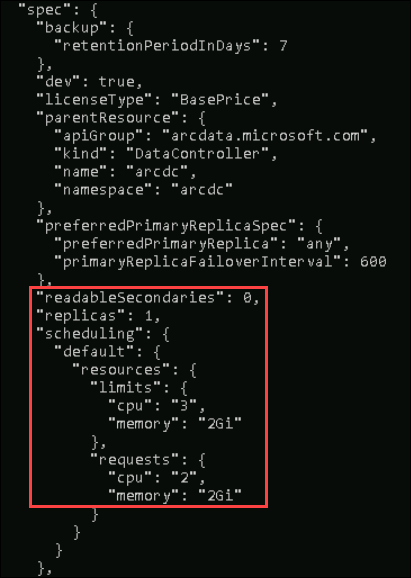 "spec": {
"backup": {
"retentionPeriodInDays": 7
},
"dev": true,
"licenseType": "BasePrice",
"parentResource": {
"apiGroup": "arcdata.microsoft.com",
"kind": "DataController",
"name": "arcdc",
"namespace": "arcdc"
},
"preferredPrimaryReplicaSpec": {
"preferredPrimaryReplica": "any",
"primaryReplicaFailoverInterval": 600
},
"readableSecondaries": 0,
"replicas": 1,
"scheduling": {
"default": {
"resources": {
"limits": {
"cpu": "3",
"memory": "2Gi"
},
"requests": {
"cpu": "2",
"memory": "2Gi"
}
}
}
},